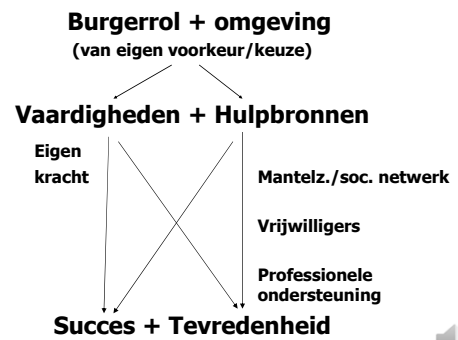 Burgerrol + omgeving
(van eigen voorkeur/keuze)
Vaardigheden + Hulpbronnen
Eigen
kracht
Mantelz./soc. netwerk
Vrijwilligers
Professionele
ondersteuning
Succes + Tevredenheid